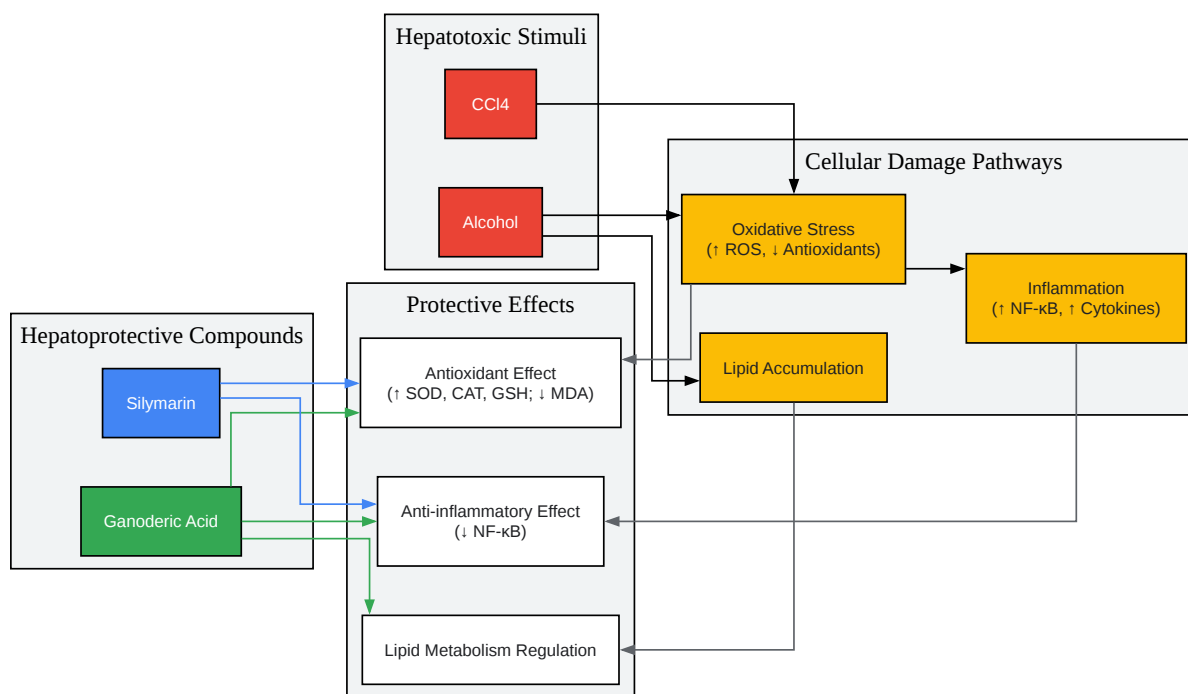 Hepatotoxic Stimuli
CCl4
Alcohol
Cellular Damage Pathways
Oxidative Stress
(↑ ROS, ↓ Antioxidants)
Inflammation
(↑ NF-κB, ↑ Cytokines)
Lipid Accumulation
Protective Effects
Antioxidant Effect
(↑ SOD, CAT, GSH; ↓ MDA)
Anti-inflammatory Effect
(↓ NF-κB)
Lipid Metabolism Regulation
Hepatoprotective Compounds
Silymarin
Ganoderic Acid